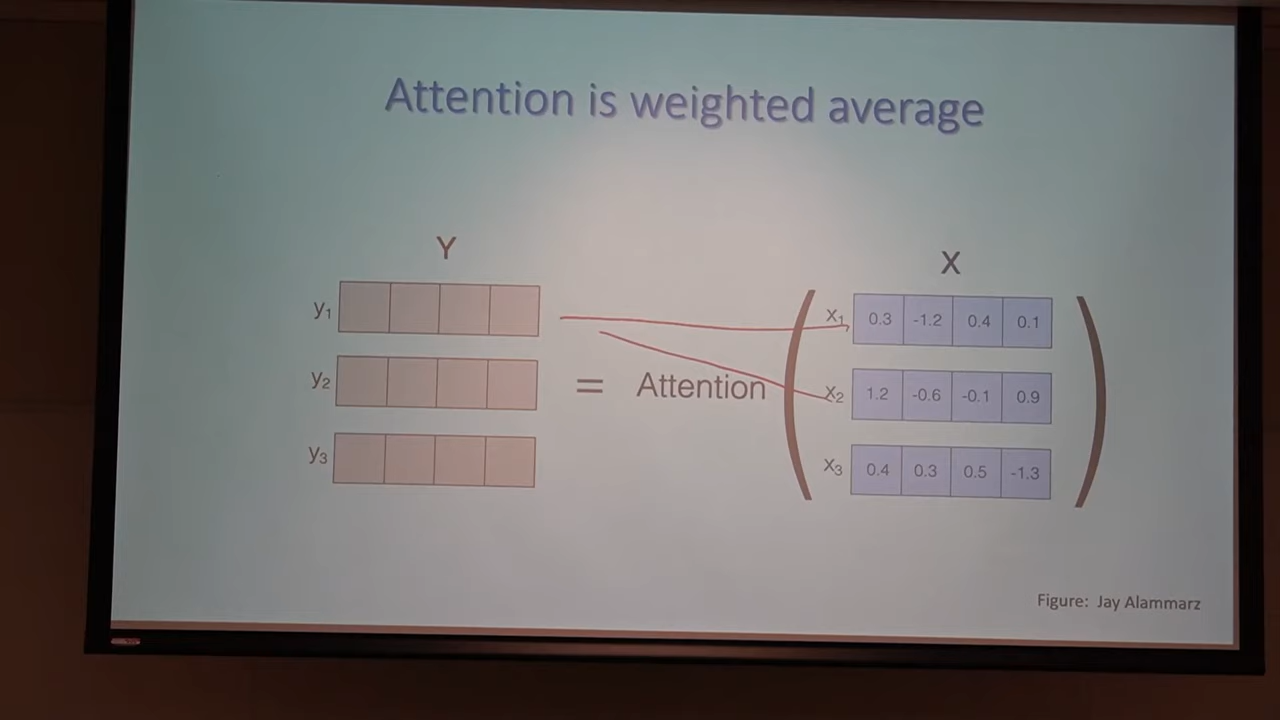 Attention is weighted average
Y
X
y₁
x₁ 0.3 -1.2 0.4 0.1
y₂ = Attention ( x₂ 1.2 -0.6 -0.1 0.9 )
y₃
x₃ 0.4 0.3 0.5 -1.3
Figure: Jay Alammarz